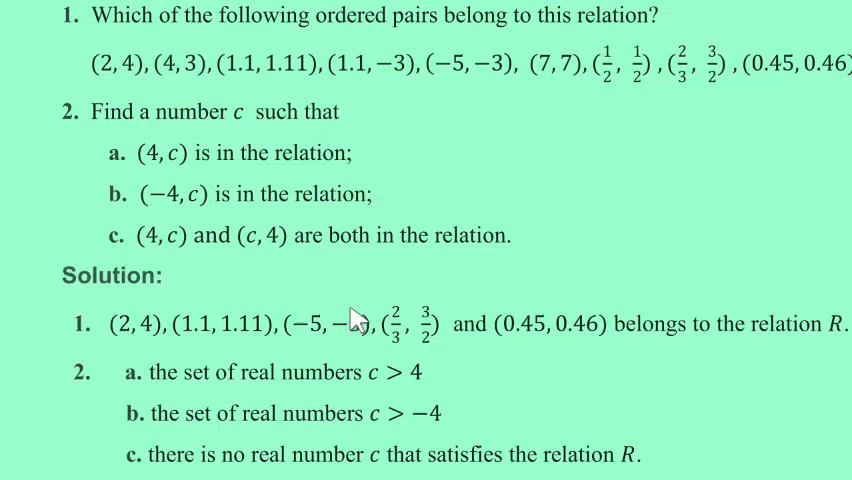 1. Which of the following ordered pairs belong to this relation?
(2, 4), (4, 3), (1.1, 1.11), (1.1, −3), (−5, −3), (7, 7), (1/2, 1/2), (2/3, 3/2), (0.45, 0.46)
2. Find a number c such that
a. (4, c) is in the relation;
b. (−4, c) is in the relation;
c. (4, c) and (c, 4) are both in the relation.
Solution:
1. (2, 4), (1.1, 1.11), (−5, − ), (2/3, 3/2) and (0.45, 0.46) belongs to the relation R.
2. a. the set of real numbers c > 4
b. the set of real numbers c > −4
c. there is no real number c that satisfies the relation R.